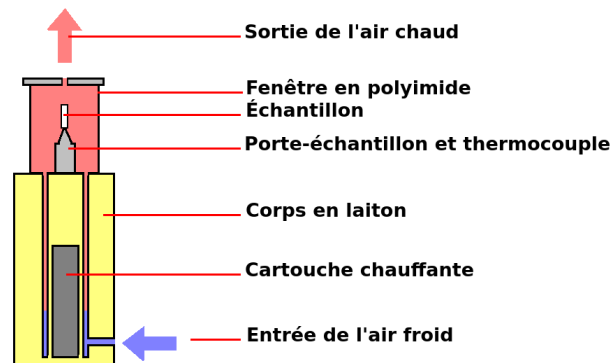 Sortie de l'air chaud
Fenêtre en polyimide
Échantillon
Porte-échantillon et thermocouple
Corps en laiton
Cartouche chauffante
Entrée de l'air froid